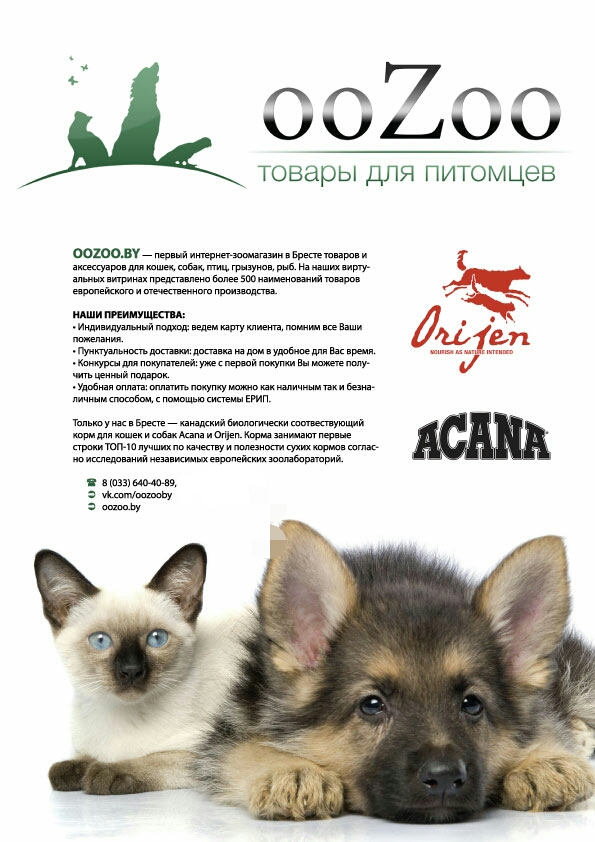 ooZoo
товары для питомцев
OOZOO.BY — первый интернет-зоомагазин в Бресте товаров и
аксессуаров для кошек, собак, птиц, грызунов, рыб. На наших вирту-
альных витринах представлено более 500 наименований товаров
европейского и отечественного производства.
НАШИ ПРЕИМУЩЕСТВА:
• Индивидуальный подход: ведем карту клиента, помним все Ваши
пожелания.
• Пунктуальность доставки: доставка на дом в удобное для Вас время.
• Конкурсы для покупателей: уже с первой покупки Вы можете полу-
чить ценный подарок.
• Удобная оплата: оплатить покупку можно как наличным так и безна-
личным способом, с помощью системы ЕРИП.
Только у нас в Бресте — канадский биологически соотвествующий
корм для кошек и собак Acana и Orijen. Корма занимают первые
строки ТОП-10 лучших по качеству и полезности сухих кормов соглас-
но исследований независимых европейских зоолабораторий.
8 (033) 640-40-89,
vk.com/oozooby
oozoo.by
Orijen
NOURISH AS NATURE INTENDED
ACANA